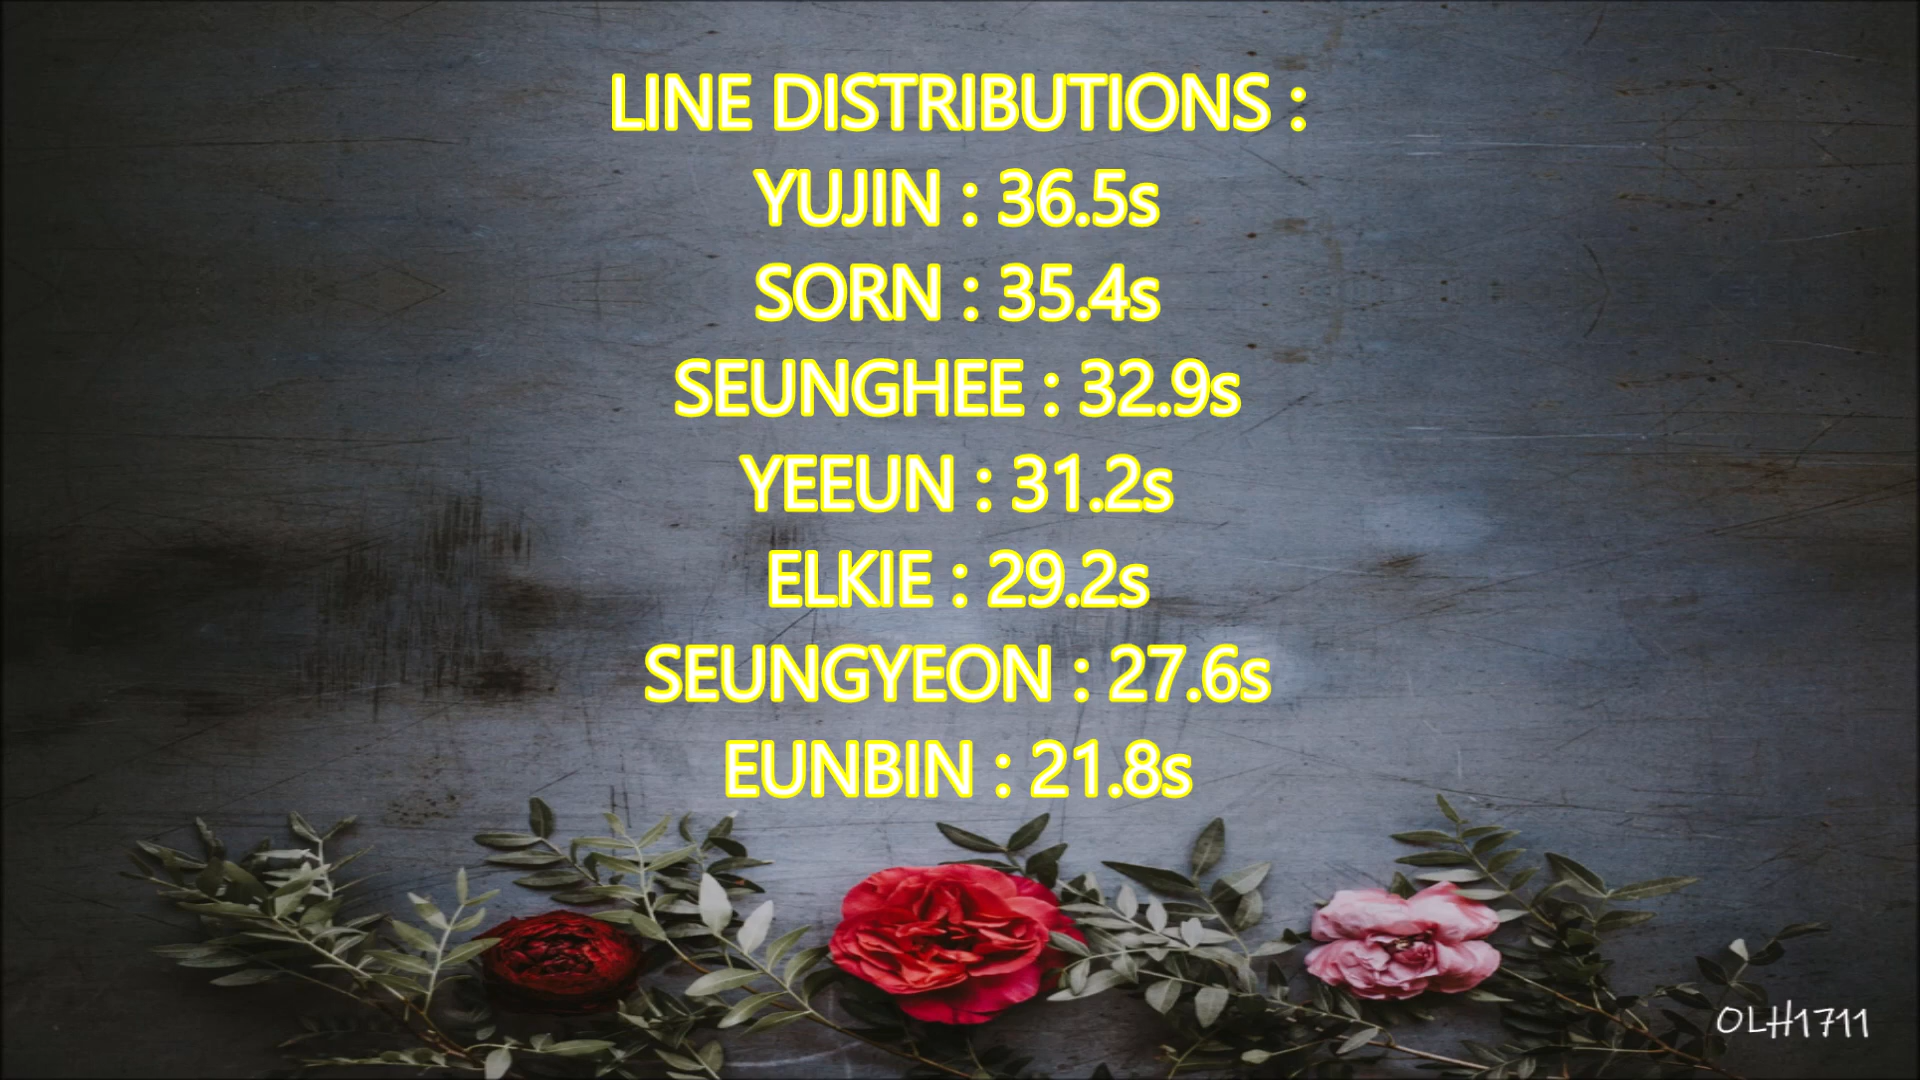 LINE DISTRIBUTIONS :
YUJIN : 36.5s
SORN : 35.4s
SEUNGHEE : 32.9s
YEEUN : 31.2s
ELKIE : 29.2s
SEUNGYEON : 27.6s
EUNBIN : 21.8s
OLH1711